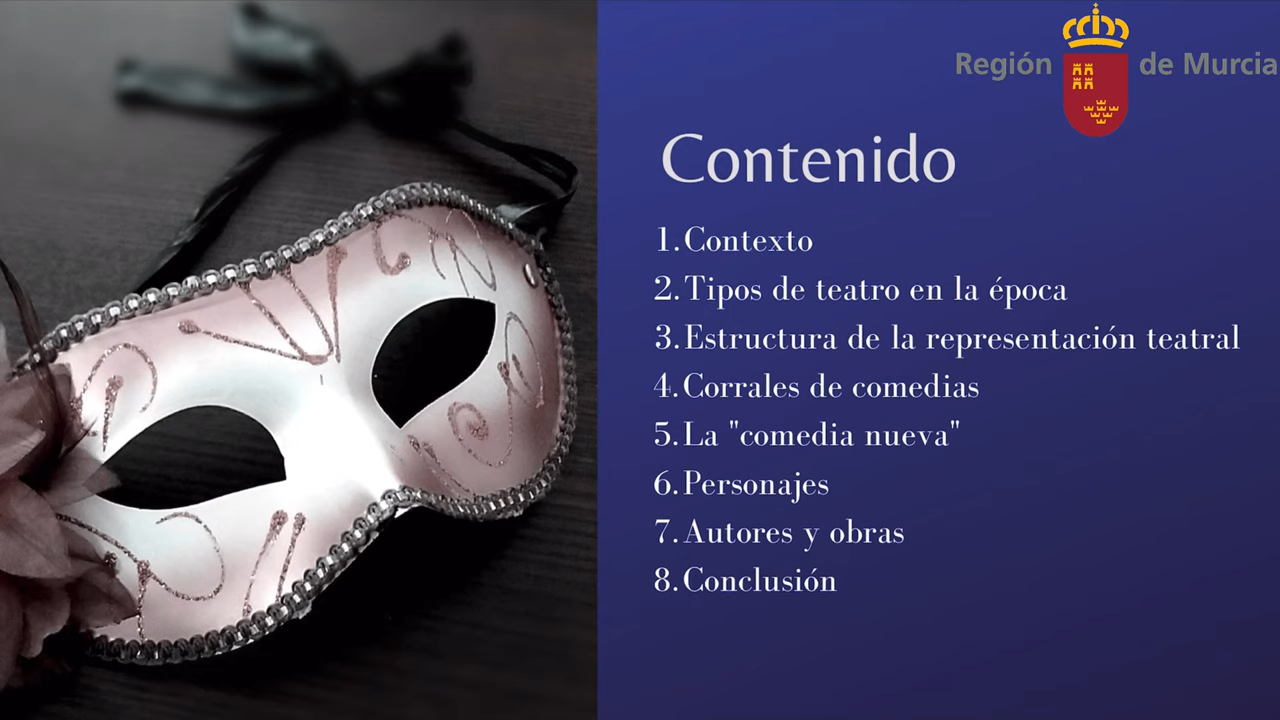 Región de Murcia
Contenido
1.Contexto
2.Tipos de teatro en la época
3.Estructura de la representación teatral
4.Corrales de comedias
5.La "comedia nueva"
6.Personajes
7.Autores y obras
8.Conclusión